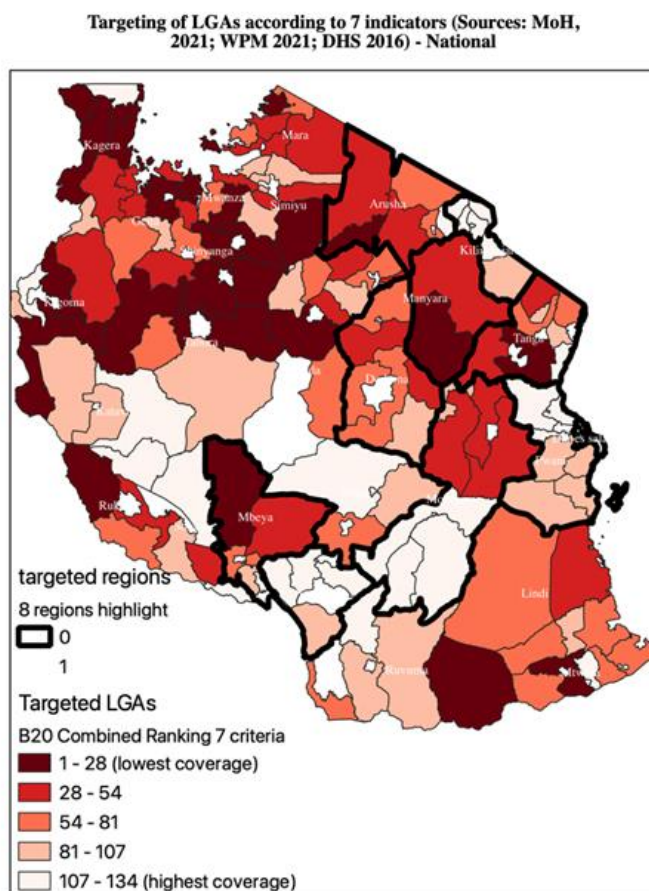 Targeting of LGAs according to 7 indicators (Sources: MoH,
2021; WPM 2021; DHS 2016) - National
Mara
Kagera
Mwanza
Simiyu
Arusha
Shinyanga
Kigoma
Manyara
Tanga
Mbeya
Lindi
Ruvuma
targeted regions
8 regions highlight
0
1
Targeted LGAs
B20 Combined Ranking 7 criteria
1 - 28 (lowest coverage)
28 - 54
54 - 81
81 - 107
107 - 134 (highest coverage)